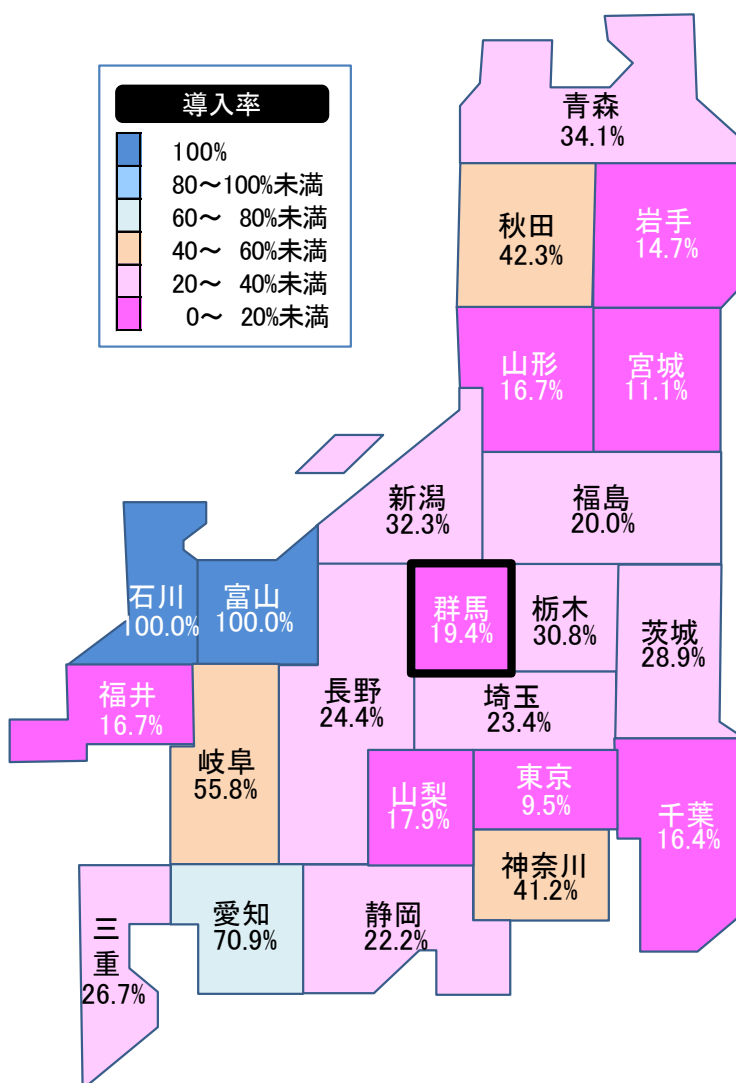 導入率
100%
80～100%未満
60～ 80%未満
40～ 60%未満
20～ 40%未満
0～ 20%未満
青森
34.1%
秋田
42.3%
岩手
14.7%
山形
16.7%
宮城
11.1%
新潟
32.3%
福島
20.0%
石川
100.0%
富山
100.0%
群馬
19.4%
栃木
30.8%
茨城
28.9%
福井
16.7%
長野
24.4%
埼玉
23.4%
岐阜
55.8%
山梨
17.9%
東京
9.5%
千葉
16.4%
神奈川
41.2%
三
重
26.7%
愛知
70.9%
静岡
22.2%